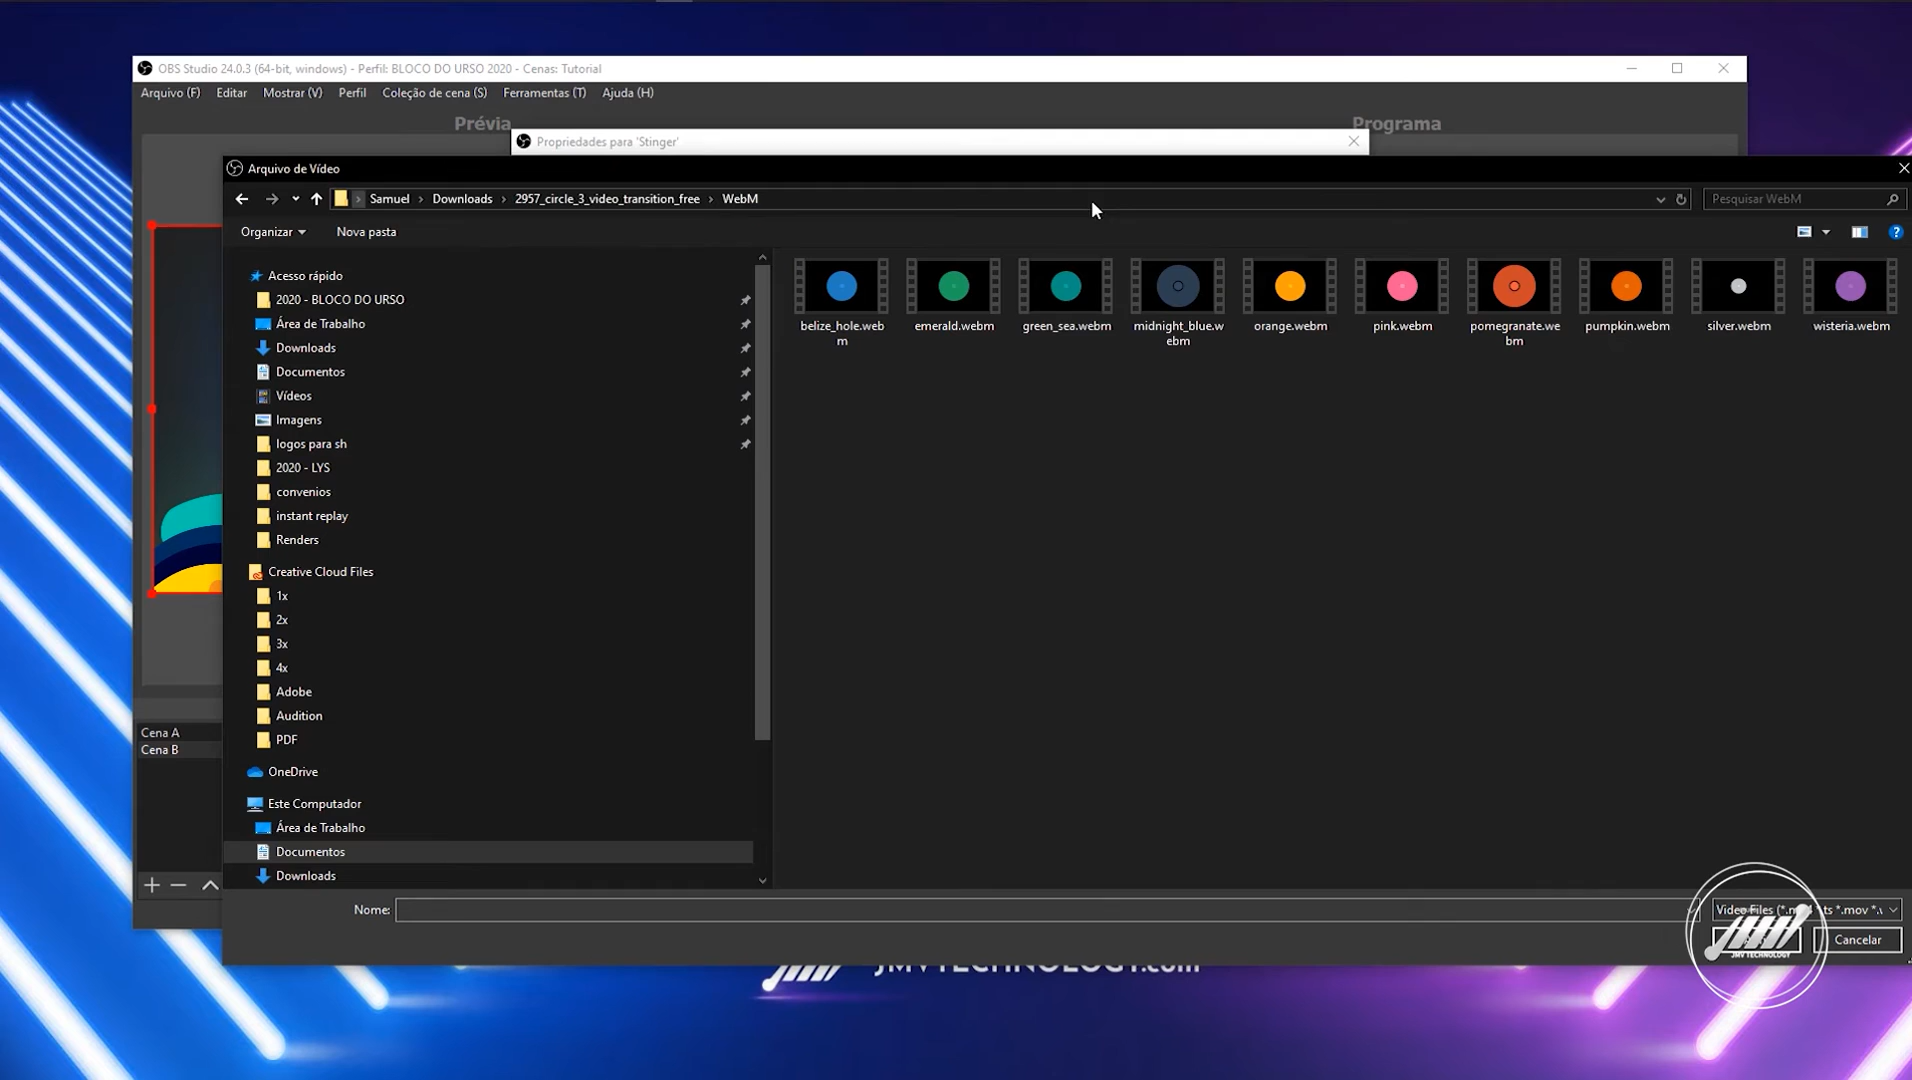 OBS Studio 24.0.3 (64-bit, windows) - Perfil: BLOCO DO URSO 2020 - Cenas: Tutorial
Arquivo (F) Editar Mostrar (V) Perfil Coleção de cena (S) Ferramentas (T) Ajuda (H)
Prévia Programa
Propriedades para 'Stinger'
Arquivo de Vídeo
Samuel › Downloads › 2957_circle_3_video_transition_free › WebM
Pesquisar WebM
Organizar Nova pasta
Acesso rápido
2020 - BLOCO DO URSO
Área de Trabalho
Downloads
Documentos
Vídeos
Imagens
logos para sh
2020 - LYS
convenios
instant replay
Renders
Creative Cloud Files
1x
2x
3x
4x
Adobe
Audition
PDF
OneDrive
Este Computador
Área de Trabalho
Documentos
Downloads
belize_hole.web
m
emerald.webm
green_sea.webm
midnight_blue.w
ebm
orange.webm
pink.webm
pomegranate.we
bm
pumpkin.webm
silver.webm
wisteria.webm
Cena A
Cena B
Nome:
Video Files (*. *.ts *.mov *.
Cancelar
JMV TECHNOLOGY
JMVTECHNOLOGY.com